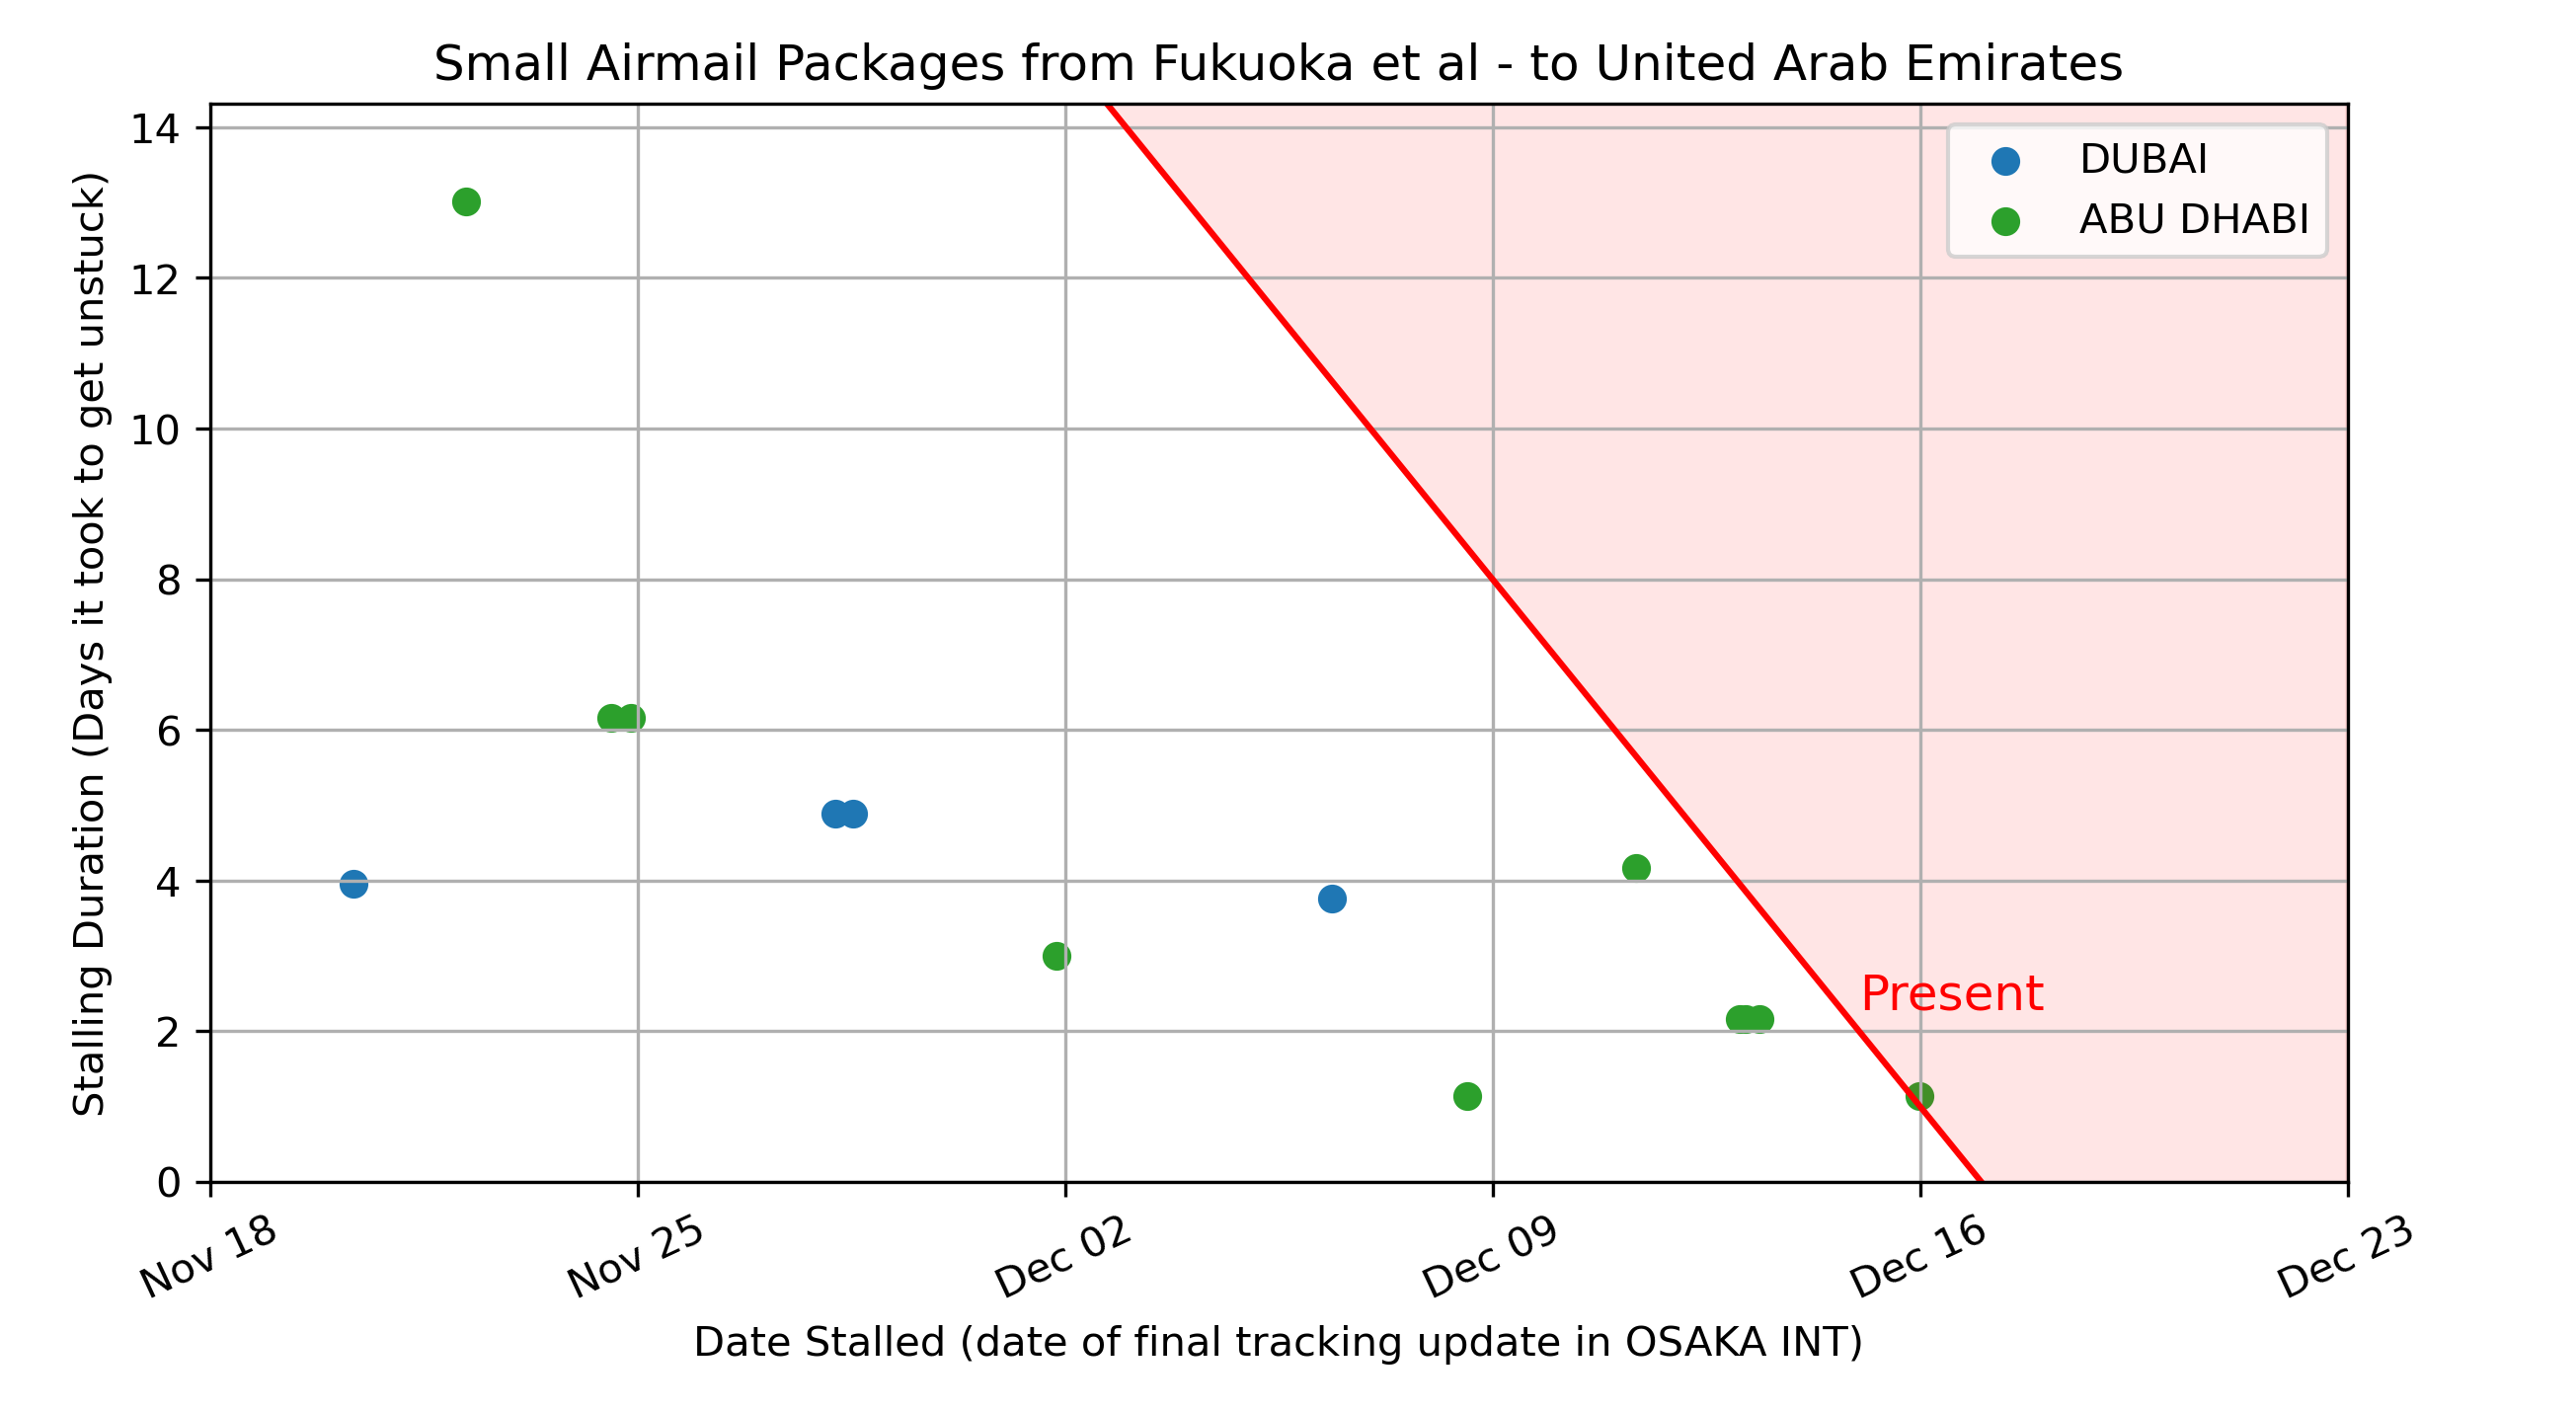 Small Airmail Packages from Fukuoka et al - to United Arab Emirates
Stalling Duration (Days it took to get unstuck)
14
12
10
8
6
4
2
0
DUBAI
ABU DHABI
Present
Nov 18
Nov 25
Dec 02
Dec 09
Dec 16
Dec 23
Date Stalled (date of final tracking update in OSAKA INT)